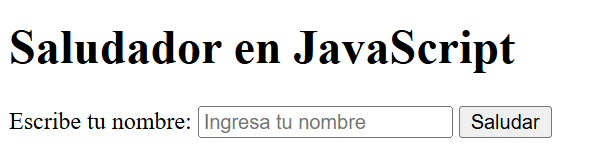 Saludador en JavaScript
Escribe tu nombre: Ingresa tu nombre Saludar